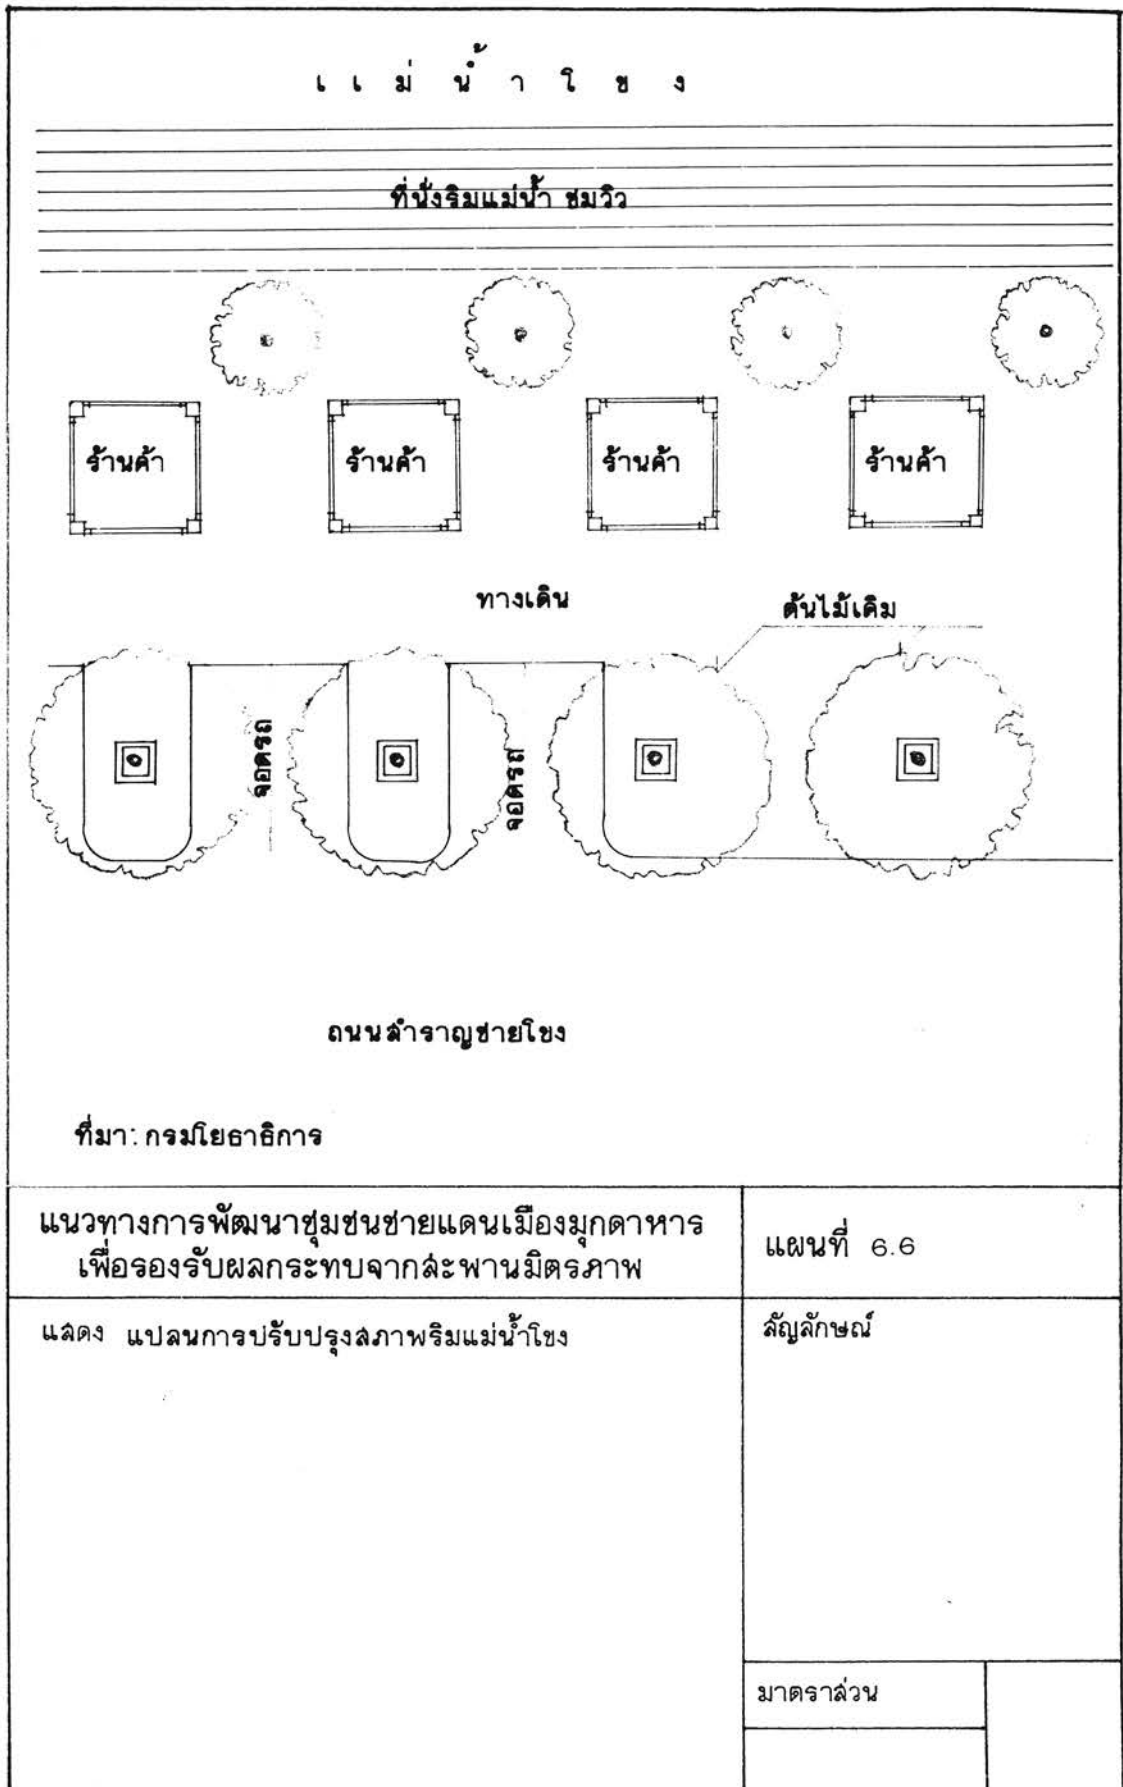 แม่น้ำโขง
ที่นั่งริมแม่น้ำ ชมวิว
ร้านค้า
ร้านค้า
ร้านค้า
ร้านค้า
ทางเดิน
ต้นไม้เดิม
จอดรถ
จอดรถ
ถนนสำราญชายโขง
ที่มา: กรมโยธาธิการ
แนวทางการพัฒนาชุมชนชายแดนเมืองมุกดาหาร
เพื่อรองรับผลกระทบจากสะพานมิตรภาพ
แผนที่ 6.6
แสดง แปลนการปรับปรุงสภาพริมแม่น้ำโขง
สัญลักษณ์
มาตราส่วน